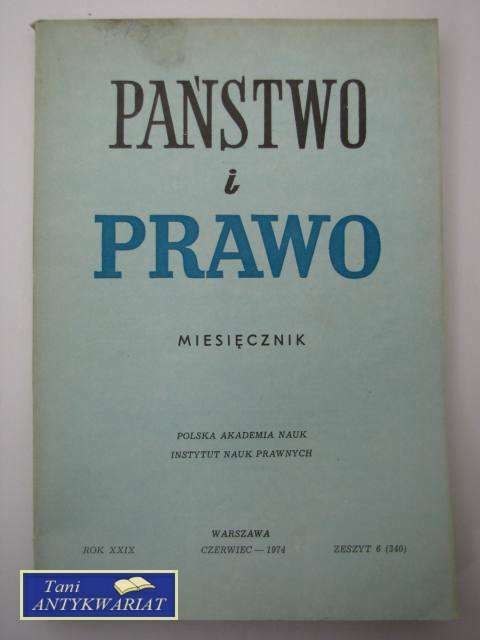 PAŃSTWO
i
PRAWO
MIESIĘCZNIK
POLSKA AKADEMIA NAUK
INSTYTUT NAUK PRAWNYCH
WARSZAWA
ROK XXIX CZERWIEC — 1974 ZESZYT 6 (340)
Tani
ANTYKWARIAT